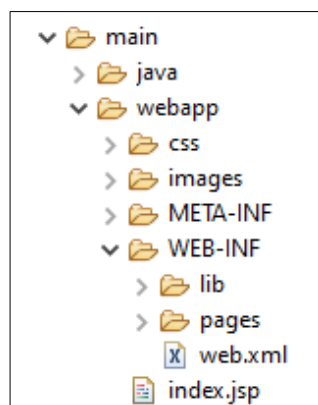 main
java
webapp
css
images
META-INF
WEB-INF
lib
pages
web.xml
index.jsp